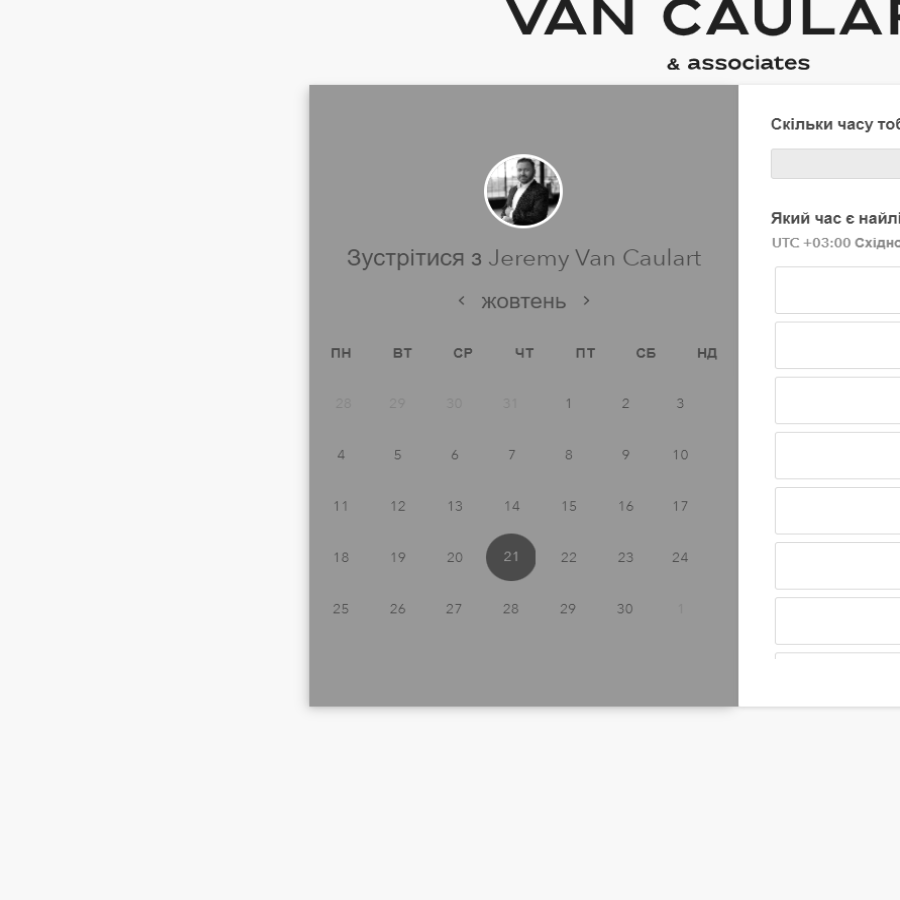 VAN CAULAR
& associates
Зустрітися з Jeremy Van Caulart
жовтень
ПН ВТ СР ЧТ ПТ СБ НД
28 29 30 31 1 2 3
4 5 6 7 8 9 10
11 12 13 14 15 16 17
18 19 20 21 22 23 24
25 26 27 28 29 30 1
Скільки часу тоб
Який час є найлі
UTC +03:00 Східно